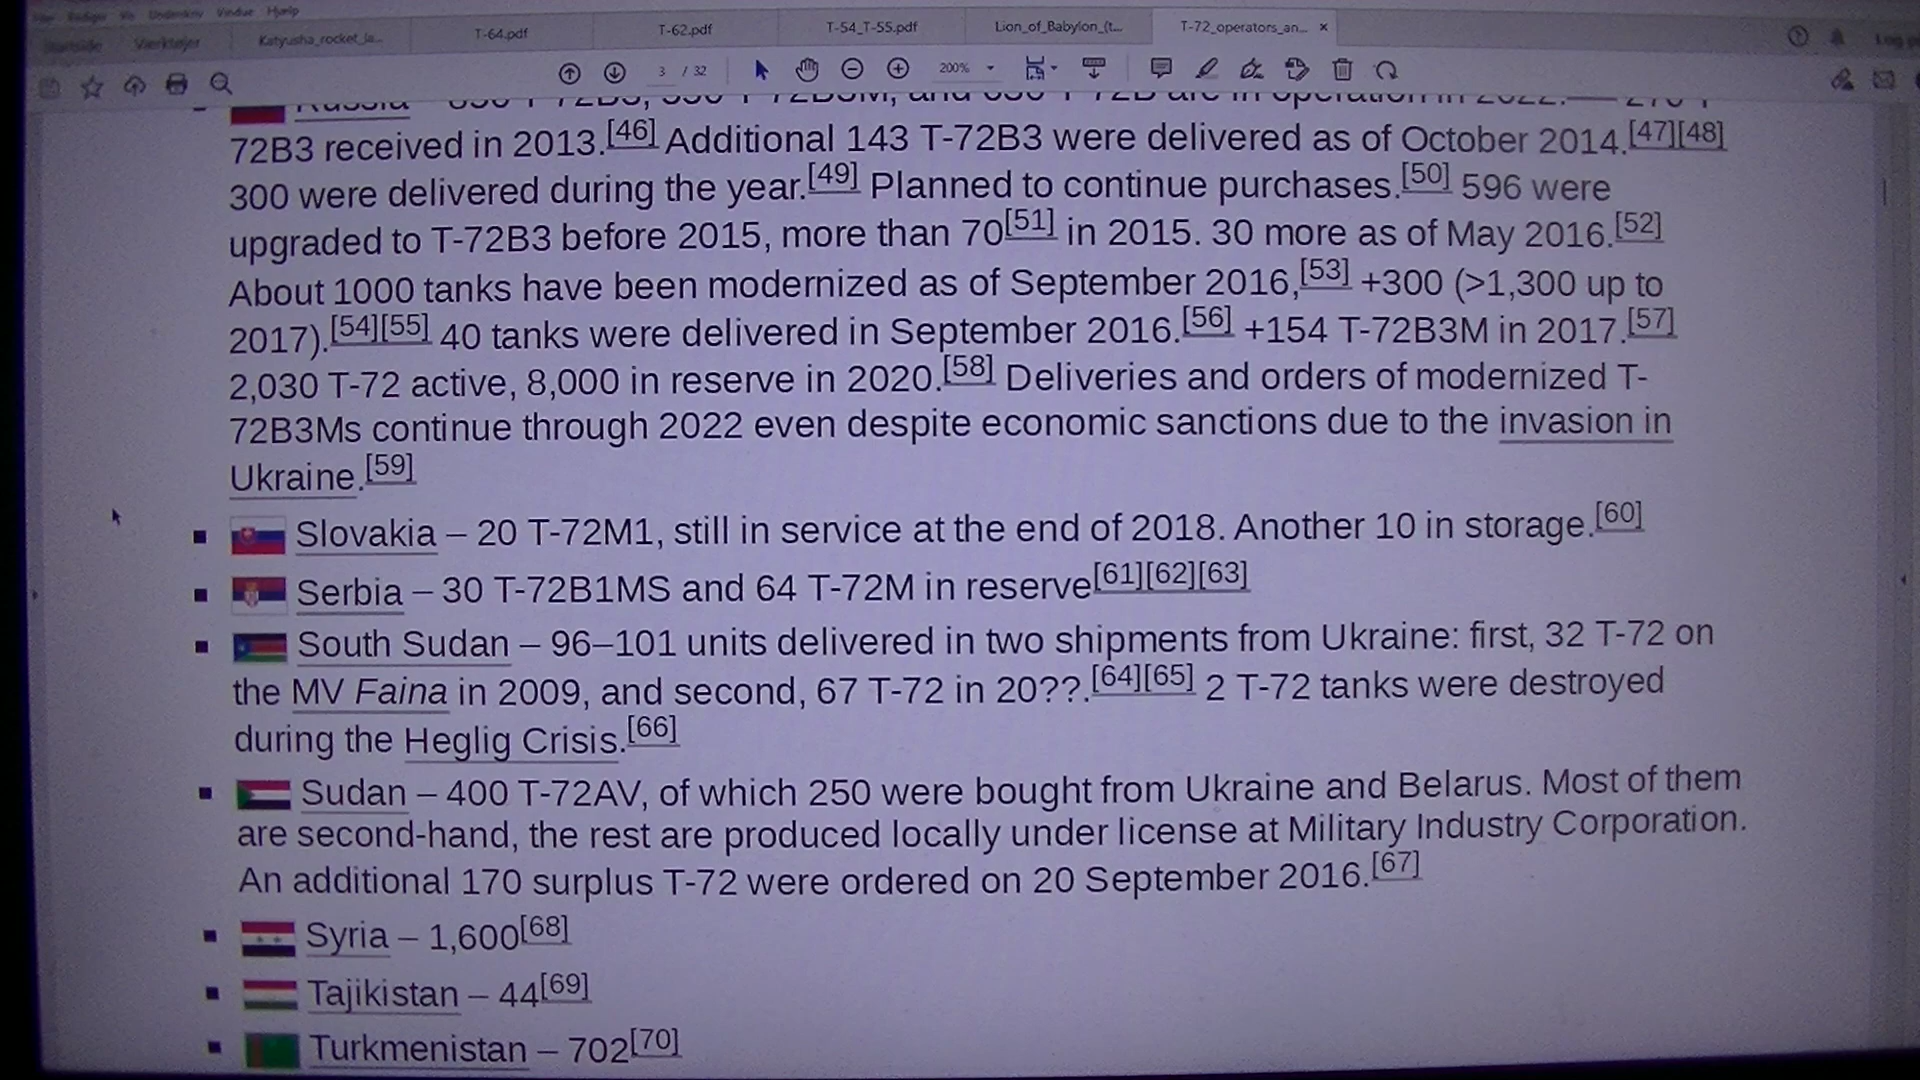 Vindue Hjælp
Startside Værktøjer Katyusha_rocket_la... T-64.pdf T-62.pdf T-54_T-55.pdf Lion_of_Babylon_(t... T-72_operators_an... ×
3 / 32 200%
Russia
72B3 received in 2013.[46] Additional 143 T-72B3 were delivered as of October 2014.[47][48]
300 were delivered during the year.[49] Planned to continue purchases.[50] 596 were
upgraded to T-72B3 before 2015, more than 70[51] in 2015. 30 more as of May 2016.[52]
About 1000 tanks have been modernized as of September 2016,[53] +300 (>1,300 up to
2017).[54][55] 40 tanks were delivered in September 2016.[56] +154 T-72B3M in 2017.[57]
2,030 T-72 active, 8,000 in reserve in 2020.[58] Deliveries and orders of modernized T-
72B3Ms continue through 2022 even despite economic sanctions due to the invasion in
Ukraine.[59]
Slovakia – 20 T-72M1, still in service at the end of 2018. Another 10 in storage.[60]
Serbia – 30 T-72B1MS and 64 T-72M in reserve[61][62][63]
South Sudan – 96–101 units delivered in two shipments from Ukraine: first, 32 T-72 on
the MV Faina in 2009, and second, 67 T-72 in 20??.[64][65] 2 T-72 tanks were destroyed
during the Heglig Crisis.[66]
Sudan – 400 T-72AV, of which 250 were bought from Ukraine and Belarus. Most of them
are second-hand, the rest are produced locally under license at Military Industry Corporation.
An additional 170 surplus T-72 were ordered on 20 September 2016.[67]
Syria – 1,600[68]
Tajikistan – 44[69]
Turkmenistan – 702[70]